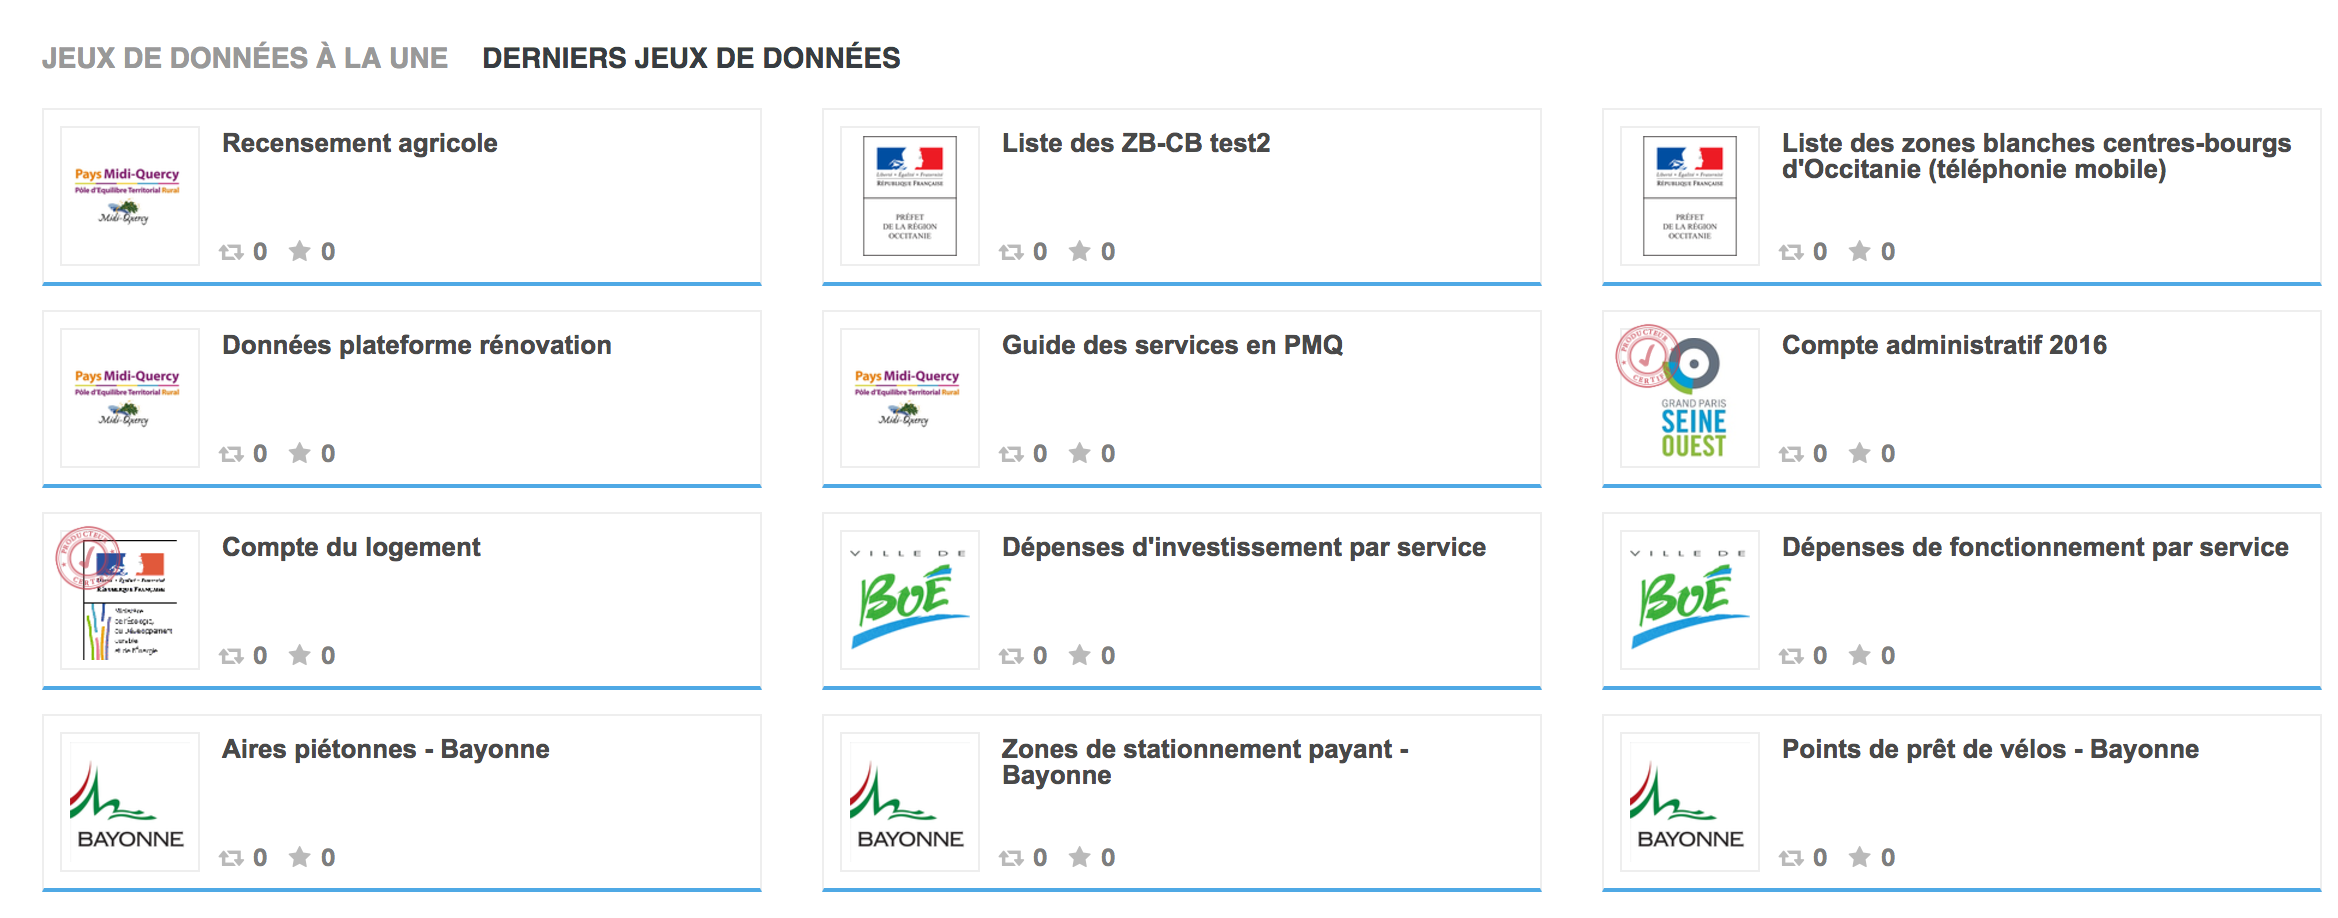 JEUX DE DONNÉES À LA UNE DERNIERS JEUX DE DONNÉES
Recensement agricole
Pays Midi-Quercy
Pôle d'Equilibre Territorial Rural
Midi-Quercy
0 0
Liste des ZB-CB test2
Liberté • Égalité • Fraternité
RÉPUBLIQUE FRANÇAISE
PRÉFET
DE LA RÉGION
OCCITANIE
0 0
Liste des zones blanches centres-bourgs
d'Occitanie (téléphonie mobile)
Liberté • Égalité • Fraternité
RÉPUBLIQUE FRANÇAISE
PRÉFET
DE LA RÉGION
OCCITANIE
0 0
Données plateforme rénovation
Pays Midi-Quercy
Pôle d'Equilibre Territorial Rural
Midi-Quercy
0 0
Guide des services en PMQ
Pays Midi-Quercy
Pôle d'Equilibre Territorial Rural
Midi-Quercy
0 0
Compte administratif 2016
PRODUCTEUR
CERTIFI
GRAND PARIS
SEINE
OUEST
0 0
Compte du logement
PRODUCTEUR
CERTI
Liberté • Égalité • Fraternité
RÉPUBLIQUE FRANÇAISE
Ministère
de l'Écologie,
du Développement
durable
et de l'Énergie
0 0
Dépenses d'investissement par service
VILLE DE
BOÉ
0 0
Dépenses de fonctionnement par service
VILLE DE
BOÉ
0 0
Aires piétonnes - Bayonne
BAYONNE
0 0
Zones de stationnement payant -
Bayonne
BAYONNE
0 0
Points de prêt de vélos - Bayonne
BAYONNE
0 0